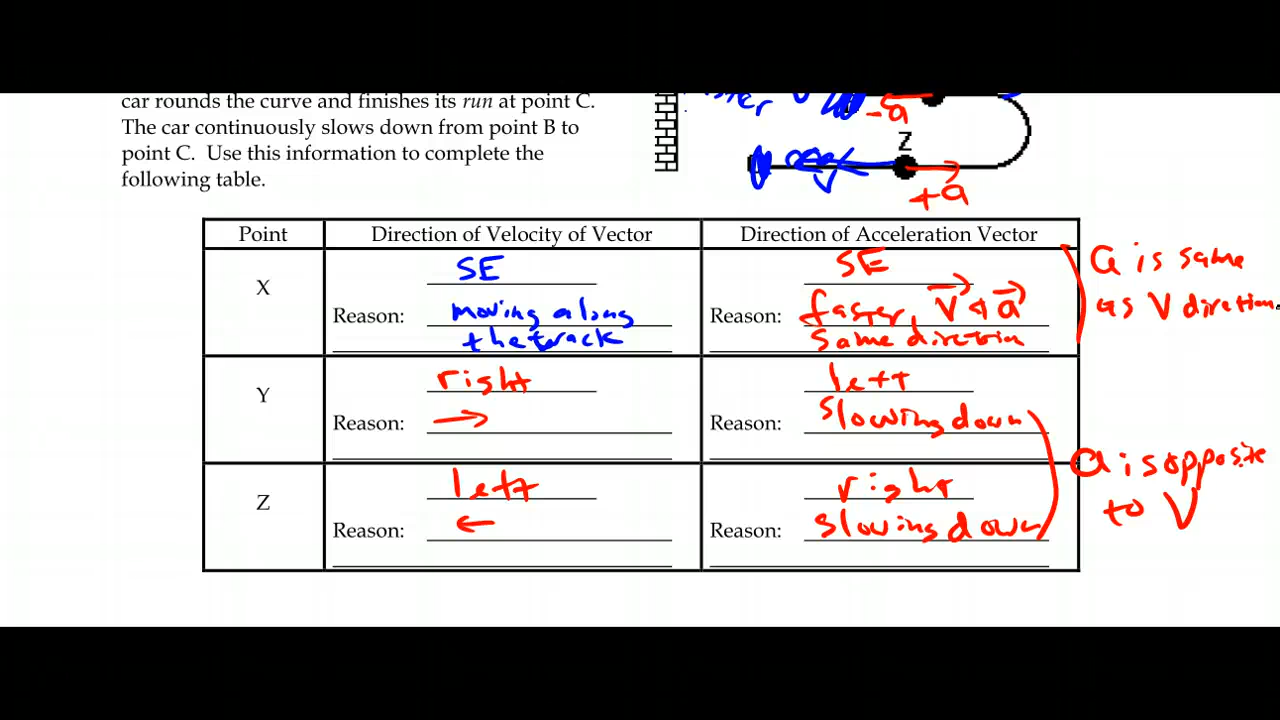 car rounds the curve and finishes its run at point C.
The car continuously slows down from point B to
point C. Use this information to complete the
following table.
-a
Z
V
+a
Point Direction of Velocity of Vector Direction of Acceleration Vector
X SE SE
Reason: moving along the track
Reason: faster, V & a same direction
a is same
as V direction
Y right left
Reason: →
Reason: slowing down
Z left right
Reason: ←
Reason: slowing down
a is opposite
to V